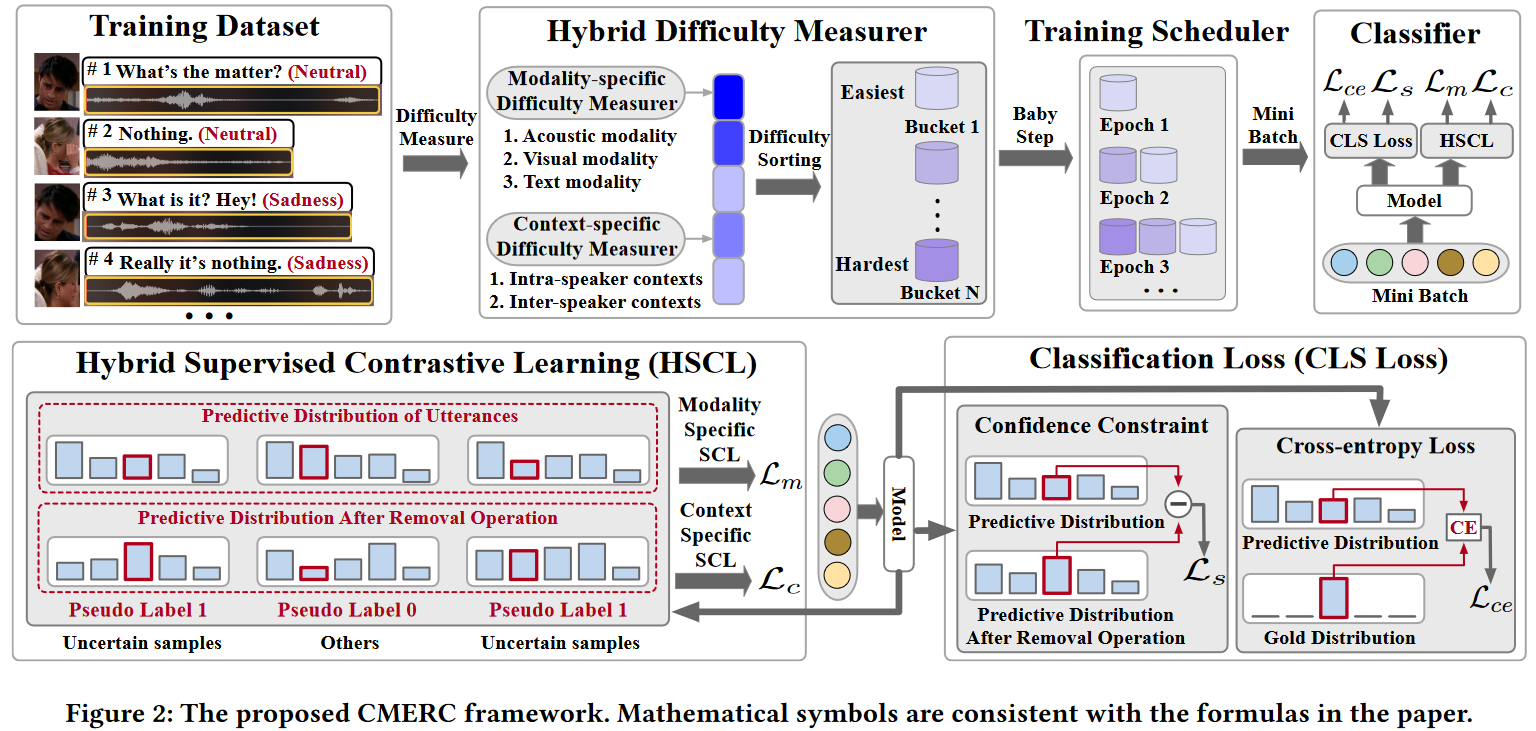 Training Dataset
# 1 What's the matter? (Neutral)
# 2 Nothing. (Neutral)
# 3 What is it? Hey! (Sadness)
# 4 Really it's nothing. (Sadness)
• • •
Difficulty
Measure
Hybrid Difficulty Measurer
Modality-specific
Difficulty Measurer
1. Acoustic modality
2. Visual modality
3. Text modality
Context-specific
Difficulty Measurer
1. Intra-speaker contexts
2. Inter-speaker contexts
Difficulty
Sorting
Easiest
Bucket 1
Hardest
Bucket N
Baby
Step
Training Scheduler
Epoch 1
Epoch 2
Epoch 3
• • •
Mini
Batch
Classifier
ℒce ℒs ℒm ℒc
CLS Loss HSCL
Model
Mini Batch
Hybrid Supervised Contrastive Learning (HSCL)
Predictive Distribution of Utterances
Predictive Distribution After Removal Operation
Pseudo Label 1 Pseudo Label 0 Pseudo Label 1
Uncertain samples Others Uncertain samples
Modality
Specific
SCL
ℒm
Context
Specific
SCL
ℒc
Model
Classification Loss (CLS Loss)
Confidence Constraint
Predictive Distribution
Predictive Distribution
After Removal Operation
ℒs
Cross-entropy Loss
Predictive Distribution
CE
Gold Distribution
ℒce
Figure 2: The proposed CMERC framework. Mathematical symbols are consistent with the formulas in the paper.